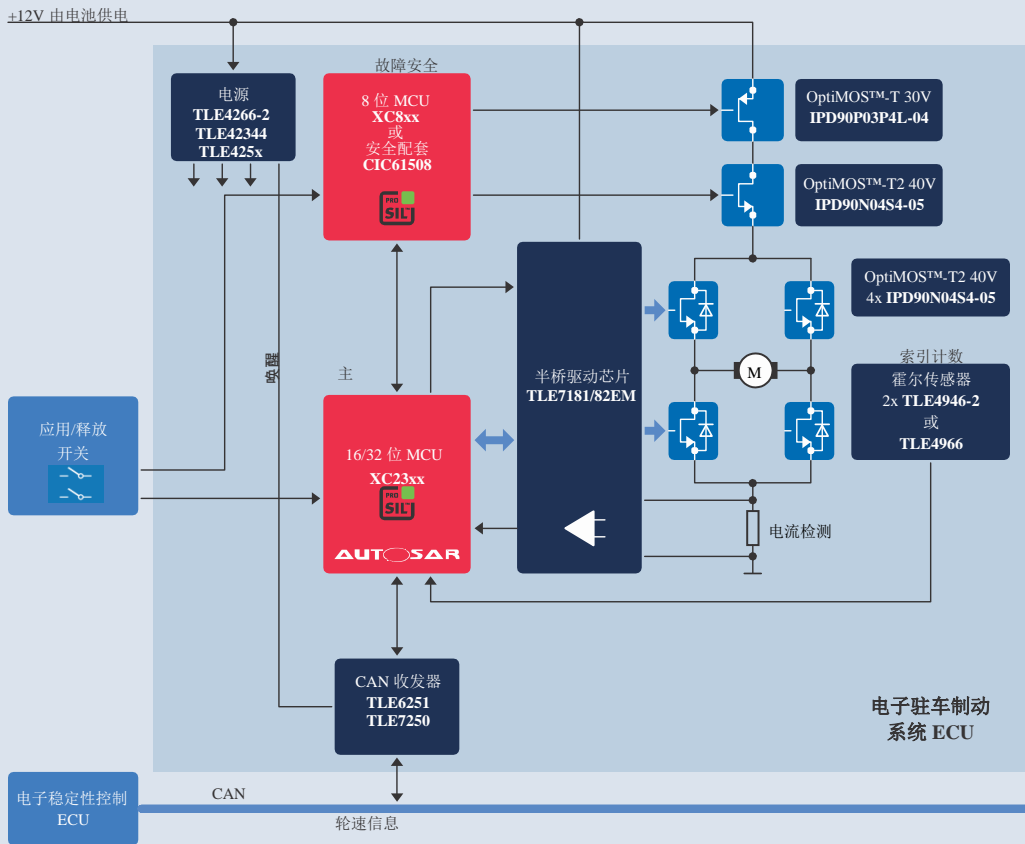 +12V 由电池供电
故障安全
电源
TLE4266-2
TLE42344
TLE425x
8 位 MCU
XC8xx
或
安全配套
CIC61508
PRO
SIL
OptiMOS™-T 30V
IPD90P03P4L-04
OptiMOS™-T2 40V
IPD90N04S4-05
OptiMOS™-T2 40V
4x IPD90N04S4-05
唤醒
主
半桥驱动芯片
TLE7181/82EM
M
索引计数
霍尔传感器
2x TLE4946-2
或
TLE4966
应用/释放
开关
16/32 位 MCU
XC23xx
PRO
SIL
AUTOSAR
电流检测
CAN 收发器
TLE6251
TLE7250
电子驻车制动
系统 ECU
电子稳定性控制
ECU
CAN
轮速信息